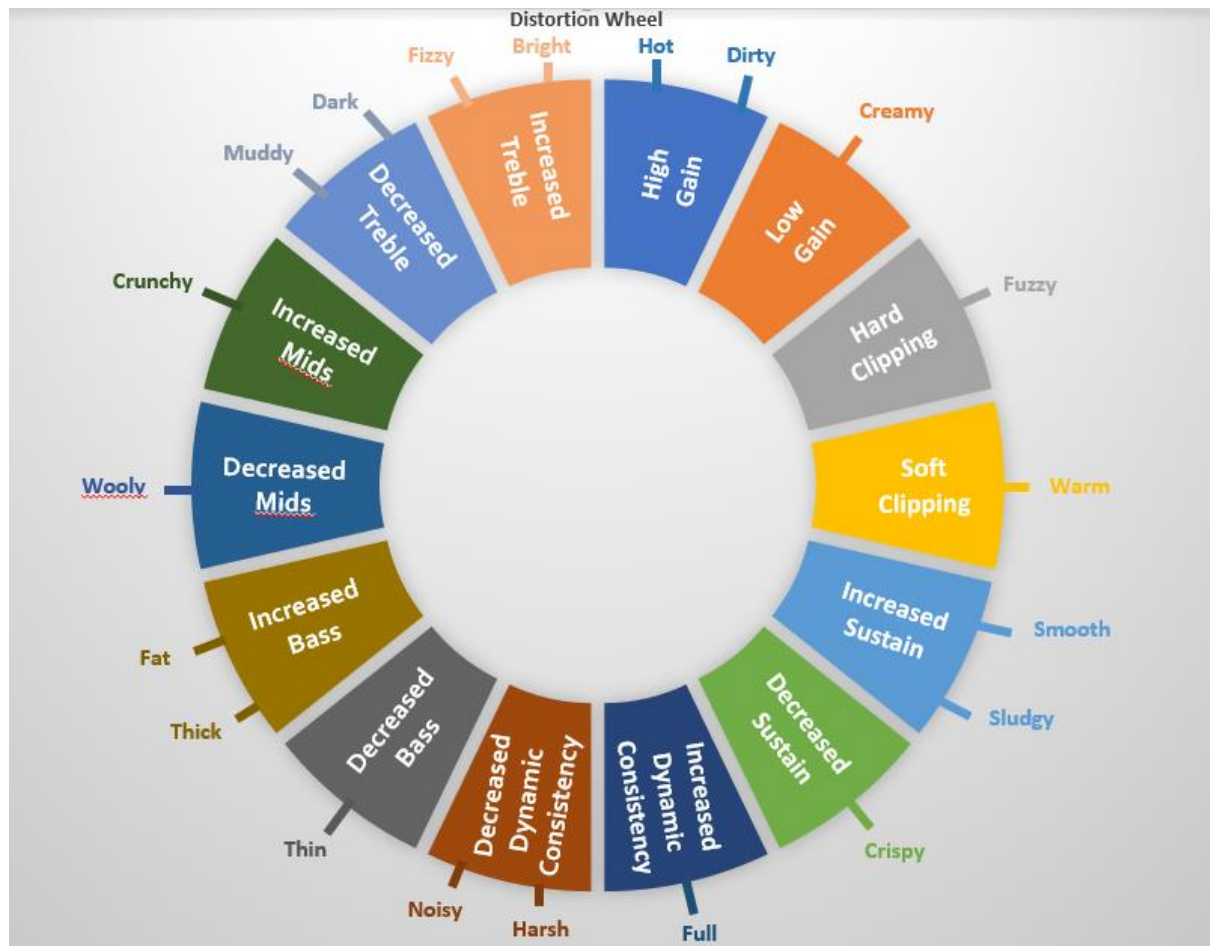 Distortion Wheel
Bright
Hot
Dirty
Creamy
Fuzzy
Warm
Smooth
Sludgy
Crispy
Full
Harsh
Noisy
Thin
Thick
Fat
Wooly
Crunchy
Muddy
Dark
Fizzy
High
Gain
Low
Gain
Hard
Clipping
Soft
Clipping
Increased
Sustain
Decreased
Sustain
Increased
Dynamic
Consistency
Decreased
Dynamic
Consistency
Decreased
Bass
Increased
Bass
Decreased
Mids
Increased
Mids
Decreased
Treble
Increased
Treble